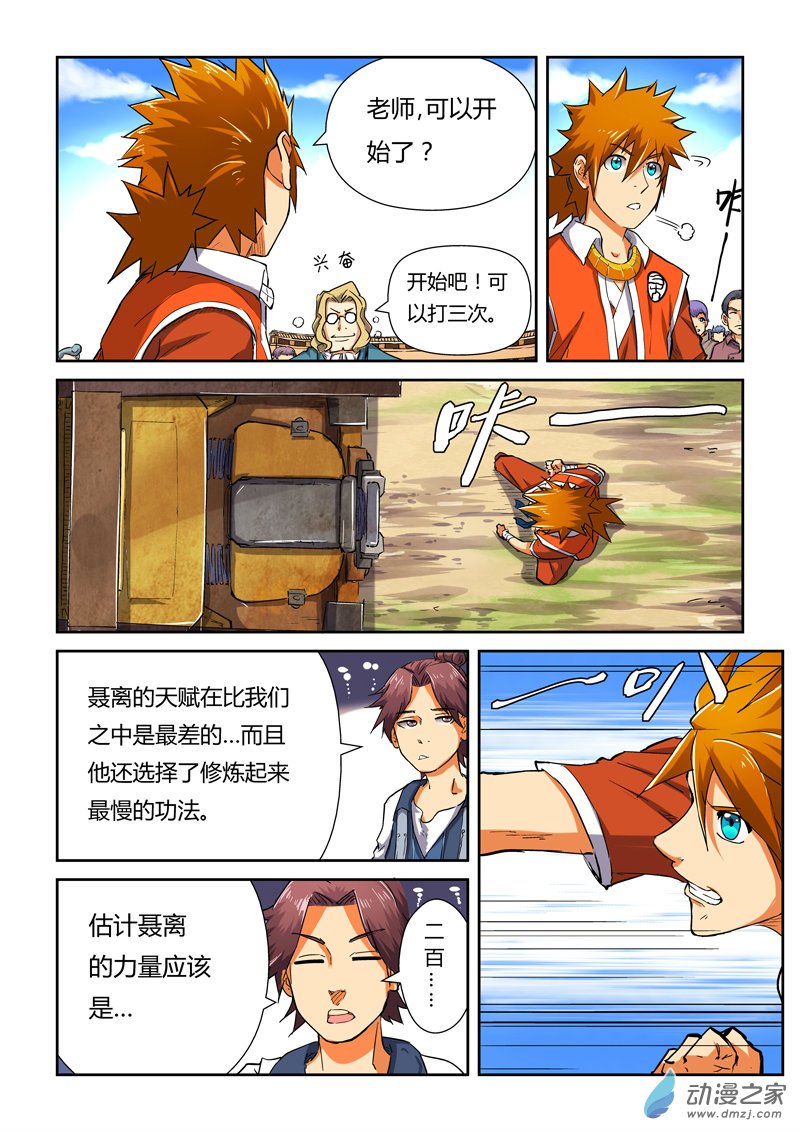 老师,可以开
始了？
兴奋
开始吧！可
以打三次。
咔
咔一
聂离的天赋在比我们
之中是最差的...而且
他还选择了修炼起来
最慢的功法。
估计聂离
的力量应该
是...
二百……
动漫之家
www.dmzj.com